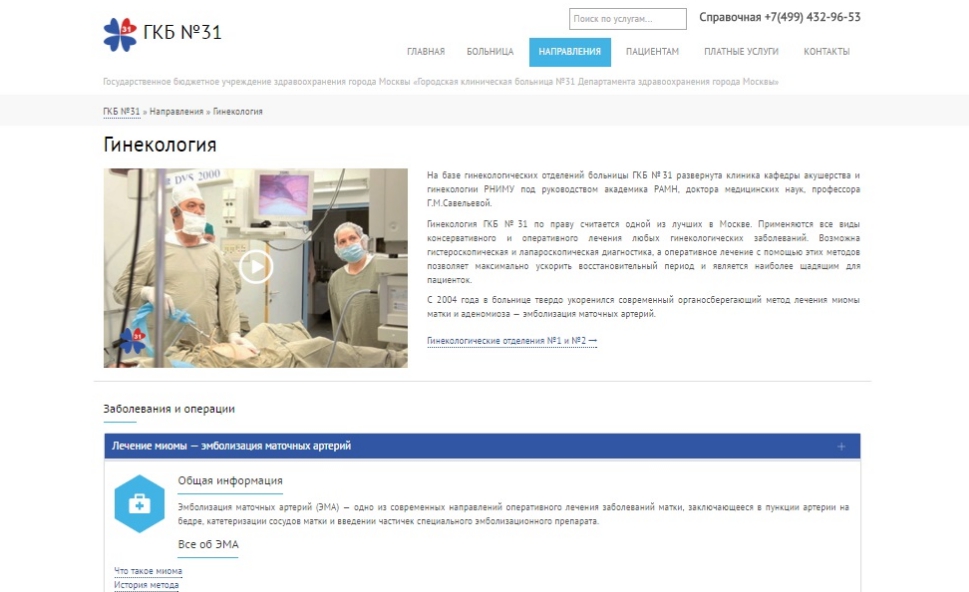 ГКБ №31
Поиск по услугам...
Справочная +7(499) 432-96-53
ГЛАВНАЯ БОЛЬНИЦА НАПРАВЛЕНИЯ ПАЦИЕНТАМ ПЛАТНЫЕ УСЛУГИ КОНТАКТЫ
Государственное бюджетное учреждение здравоохранения города Москвы «Городская клиническая больница №31 Департамента здравоохранения города Москвы»
ГКБ №31 » Направления » Гинекология
Гинекология
DVS 2000
31
На базе гинекологических отделений больницы ГКБ №31 развернута клиника кафедры акушерства и
гинекологии РНИМУ под руководством академика РАМН, доктора медицинских наук, профессора
Г.М.Савельевой.
Гинекология ГКБ № 31 по праву считается одной из лучших в Москве. Применяются все виды
консервативного и оперативного лечения любых гинекологических заболеваний. Возможна
гистероскопическая и лапароскопическая диагностика, а оперативное лечение с помощью этих методов
позволяет максимально ускорить восстановительный период и является наиболее щадящим для
пациенток.
С 2004 года в больнице твердо укоренился современный органосберегающий метод лечения миомы
матки и аденомиоза — эмболизация маточных артерий.
Гинекологические отделения №1 и №2 →
Заболевания и операции
Лечение миомы — эмболизация маточных артерий +
Общая информация
Эмболизация маточных артерий (ЭМА) — одно из современных направлений оперативного лечения заболеваний матки, заключающееся в пункции артерии на
бедре, катетеризации сосудов матки и введении частичек специального эмболизационного препарата.
Все об ЭМА
Что такое миома
История метода